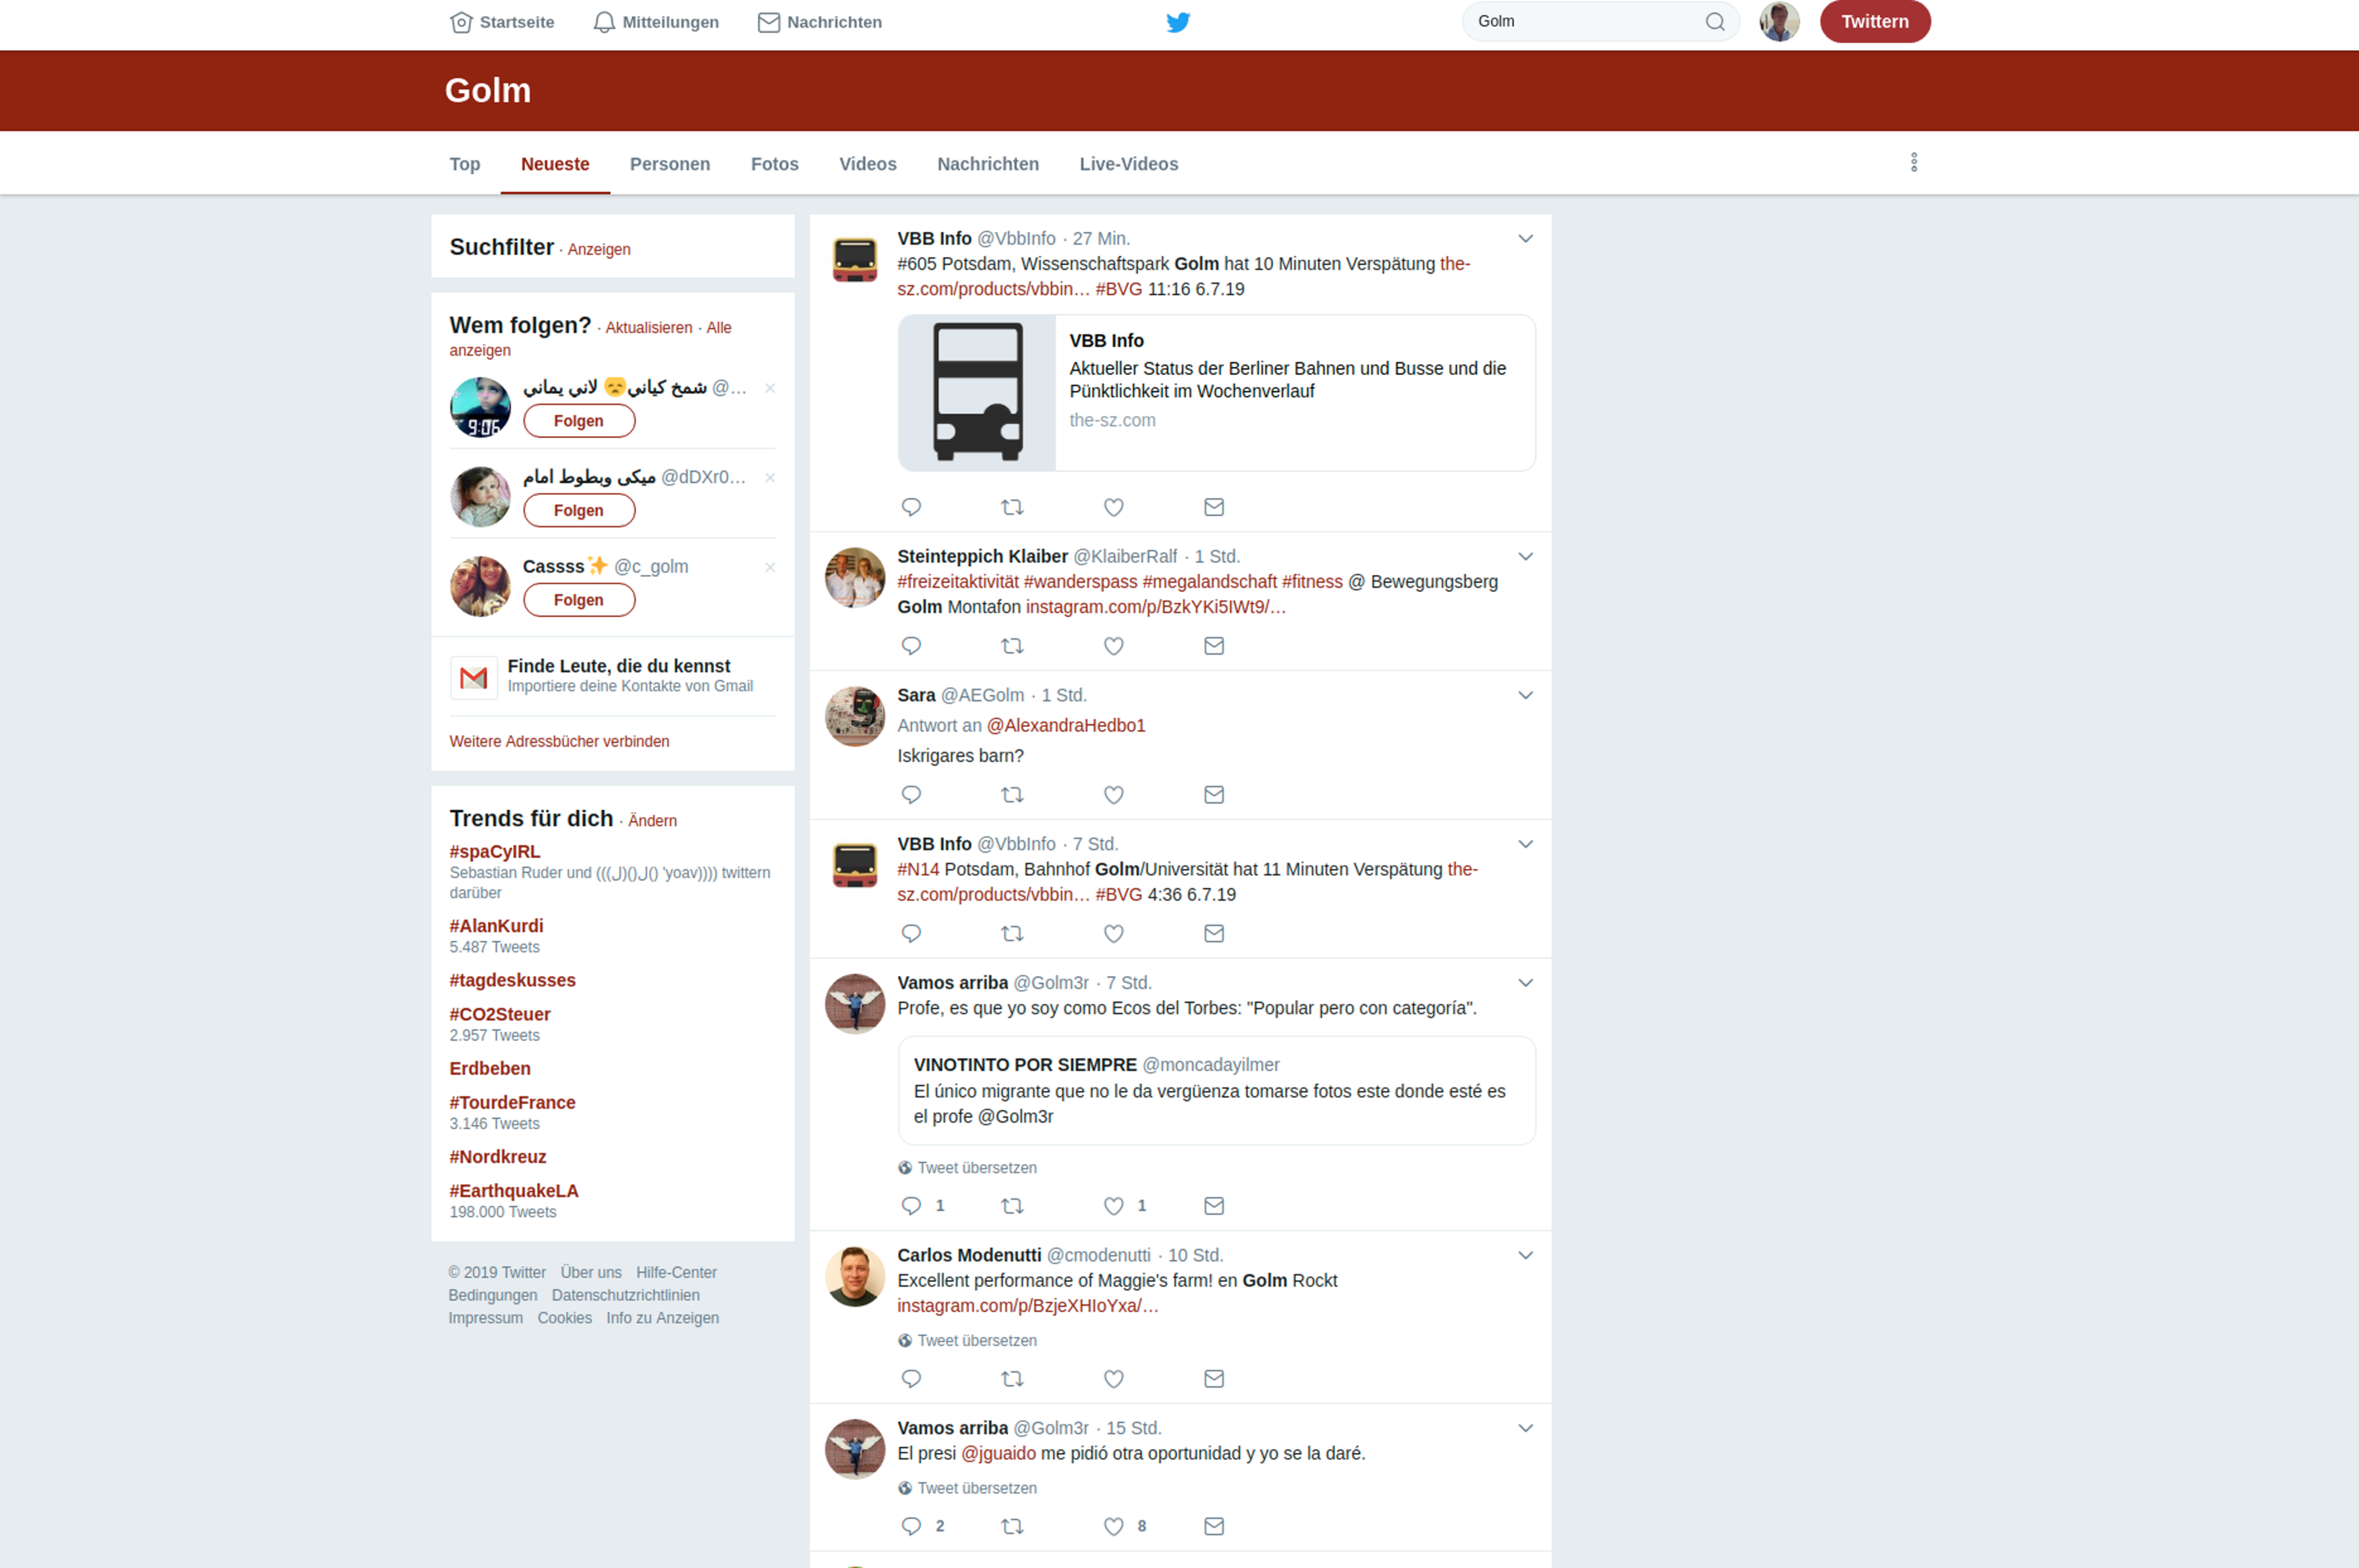 Startseite
Mitteilungen
Nachrichten
Golm
Twittern
Golm
Top
Neueste
Personen
Fotos
Videos
Nachrichten
Live-Videos
Suchfilter · Anzeigen
Wem folgen? · Aktualisieren · Alle
anzeigen
شمخ كياني😞 لاني يماني @…
9:06
Folgen
ميكى وبطوط امام @dDXr0…
Folgen
Cassss✨ @c_golm
Folgen
Finde Leute, die du kennst
Importiere deine Kontakte von Gmail
Weitere Adressbücher verbinden
Trends für dich · Ändern
#spaCyIRL
Sebastian Ruder und (((ل()(ل() 'yoav)))) twittern
darüber
#AlanKurdi
5.487 Tweets
#tagdeskusses
#CO2Steuer
2.957 Tweets
Erdbeben
#TourdeFrance
3.146 Tweets
#Nordkreuz
#EarthquakeLA
198.000 Tweets
© 2019 Twitter Über uns Hilfe-Center
Bedingungen Datenschutzrichtlinien
Impressum Cookies Info zu Anzeigen
VBB Info @VbbInfo · 27 Min.
#605 Potsdam, Wissenschaftspark Golm hat 10 Minuten Verspätung the-
sz.com/products/vbbin… #BVG 11:16 6.7.19
VBB Info
Aktueller Status der Berliner Bahnen und Busse und die
Pünktlichkeit im Wochenverlauf
the-sz.com
Steinteppich Klaiber @KlaiberRalf · 1 Std.
#freizeitaktivität #wanderspass #megalandschaft #fitness @ Bewegungsberg
Golm Montafon instagram.com/p/BzkYKi5IWt9/…
Sara @AEGolm · 1 Std.
Antwort an @AlexandraHedbo1
Iskrigares barn?
VBB Info @VbbInfo · 7 Std.
#N14 Potsdam, Bahnhof Golm/Universität hat 11 Minuten Verspätung the-
sz.com/products/vbbin… #BVG 4:36 6.7.19
Vamos arriba @Golm3r · 7 Std.
Profe, es que yo soy como Ecos del Torbes: "Popular pero con categoría".
VINOTINTO POR SIEMPRE @moncadayilmer
El único migrante que no le da vergüenza tomarse fotos este donde esté es
el profe @Golm3r
Tweet übersetzen
1 1
Carlos Modenutti @cmodenutti · 10 Std.
Excellent performance of Maggie's farm! en Golm Rockt
instagram.com/p/BzjeXHIoYxa/…
Tweet übersetzen
Vamos arriba @Golm3r · 15 Std.
El presi @jguaido me pidió otra oportunidad y yo se la daré.
Tweet übersetzen
2 8